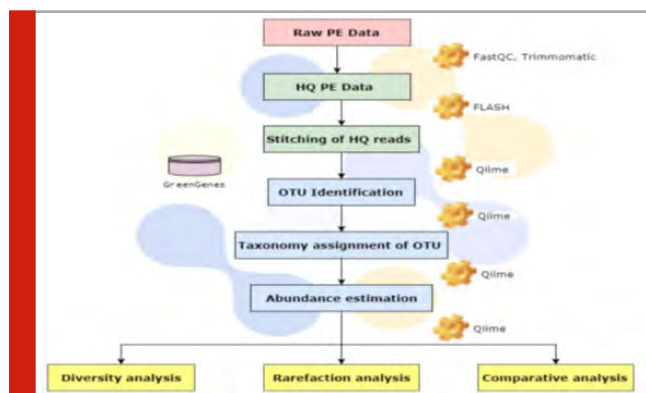 Raw PE Data
FastQC, Trimmomatic
HQ PE Data
FLASH
Stitching of HQ reads
GreenGenes
Qiime
OTU Identification
Qiime
Taxonomy assignment of OTU
Qiime
Abundance estimation
Qiime
Diversity analysis
Rarefaction analysis
Comparative analysis